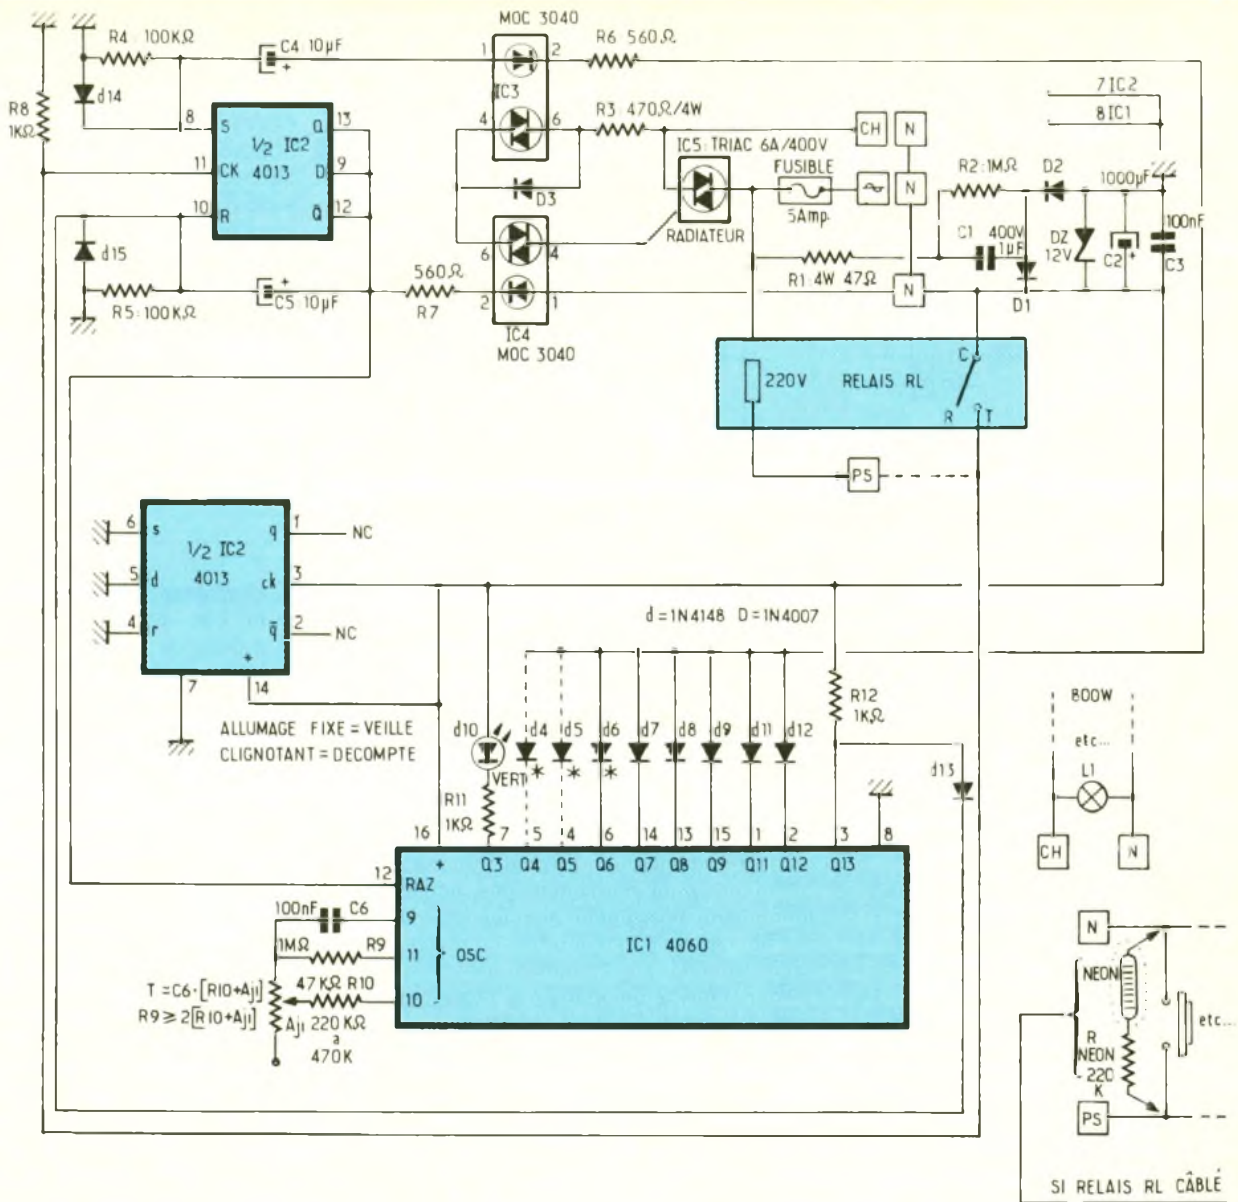 MOC 3040
R4 : 100KΩ
C4 : 10µF
+
1
2
R6 560Ω
IC3
R8
1KΩ
d14
R3 : 470Ω/4W
4
6
7 IC2
8 IC1
8
S
Q
13
1/2 IC2
4013
11
CK
D
9
10
R
Q̄
12
CH
N
IC5 : TRIAC 6A/400V
FUSIBLE
5Amp.
~
N
RADIATEUR
R2 : 1MΩ
D2
1000µF
100nF
C1
400V
1µF
DZ
12V
C2
+
C3
D3
d15
R5 : 100KΩ
C5 : 10µF
+
560Ω
R7
6
4
2
1
IC4
MOC 3040
R1 : 4W 47Ω
N
D1
220V
RELAIS RL
C
R
T
PS
6
s
q
1
NC
1/2 IC2
4013
5
d
ck
3
4
r
q̄
2
NC
+
7
14
d = 1N4148 D = 1N4007
ALLUMAGE FIXE = VEILLE
CLIGNOTANT = DECOMPTE
d10
VERT
d4
*
d5
*
d6
*
d7
d8
d9
d11
d12
R12
1KΩ
d13
R11
1KΩ
16
7
5
4
6
14
13
15
1
2
3
8
+
Q3
Q4
Q5
Q6
Q7
Q8
Q9
Q11
Q12
Q13
12
RAZ
100nF
C6
9
1MΩ
R9
11
OSC
47KΩ R10
10
IC1 4060
T = C6·[R10+Aj1]
R9 ≥ 2[R10+Aj1]
Aj1
220KΩ
à
470K
800W
etc...
L1
CH
N
N
NEON
R
NEON
220
K
etc...
PS
SI RELAIS RL CÂBLÉ